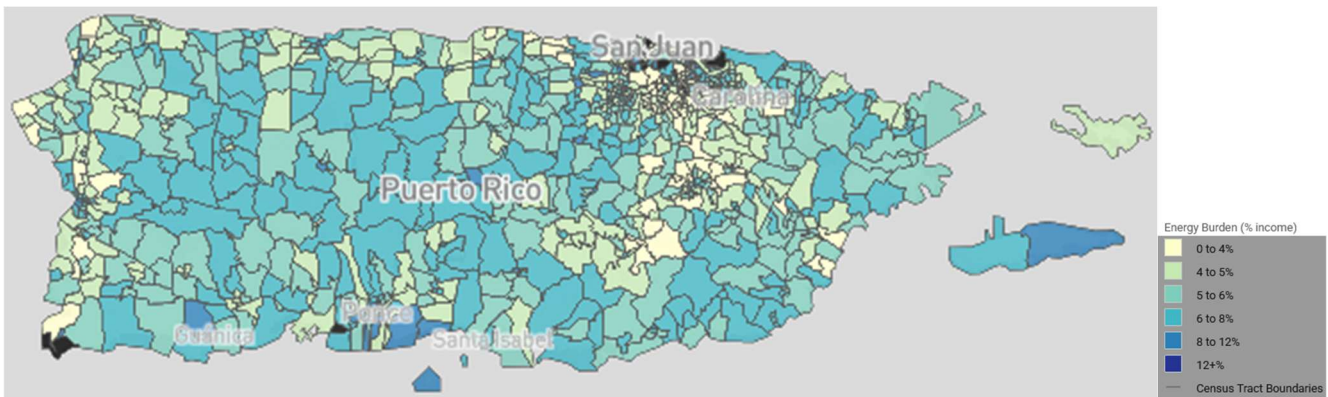 San Juan
Carolina
Puerto Rico
Ponce
Guánica
Santa Isabel
Energy Burden (% income)
0 to 4%
4 to 5%
5 to 6%
6 to 8%
8 to 12%
12+%
Census Tract Boundaries